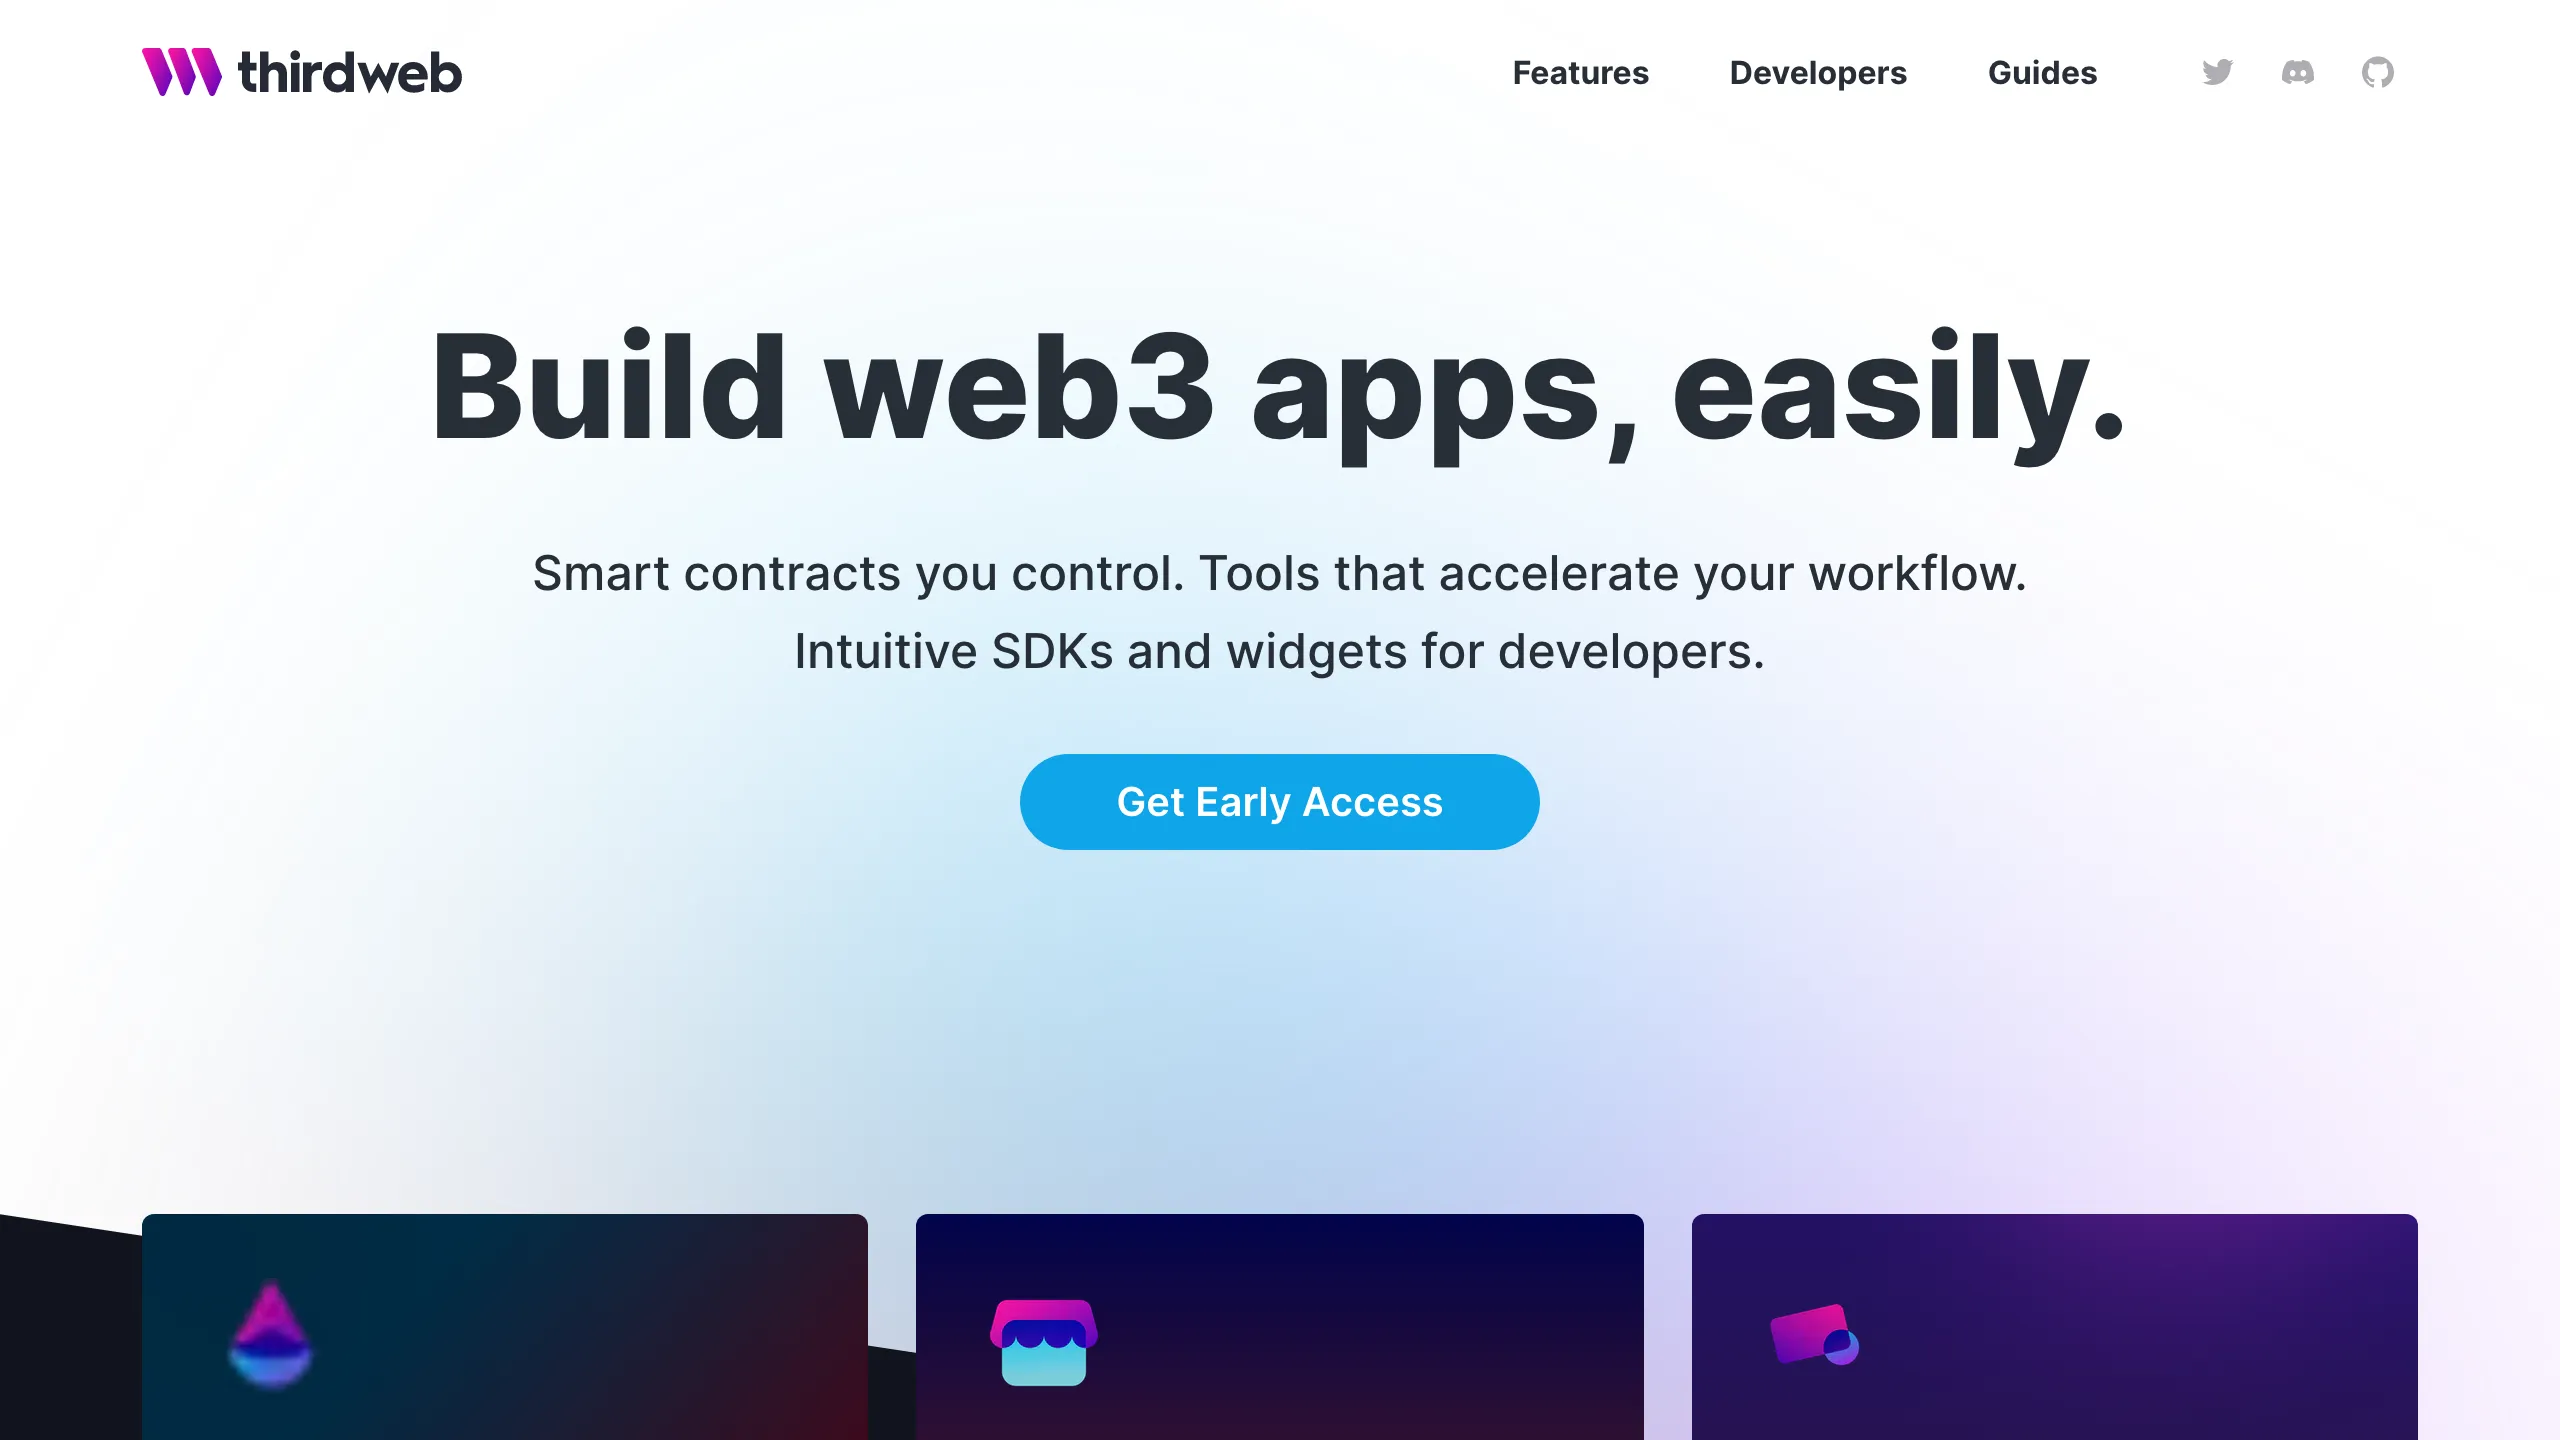 thirdweb
Features
Developers
Guides
Build web3 apps, easily.
Smart contracts you control. Tools that accelerate your workflow.
Intuitive SDKs and widgets for developers.
Get Early Access